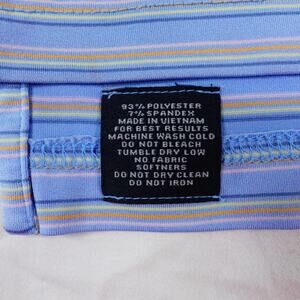 93% POLYESTER
7% SPANDEX
MADE IN VIETNAM
FOR BEST RESULTS
MACHINE WASH COLD
DO NOT BLEACH
TUMBLE DRY LOW
NO FABRIC
SOFTNERS
DO NOT DRY CLEAN
DO NOT IRON